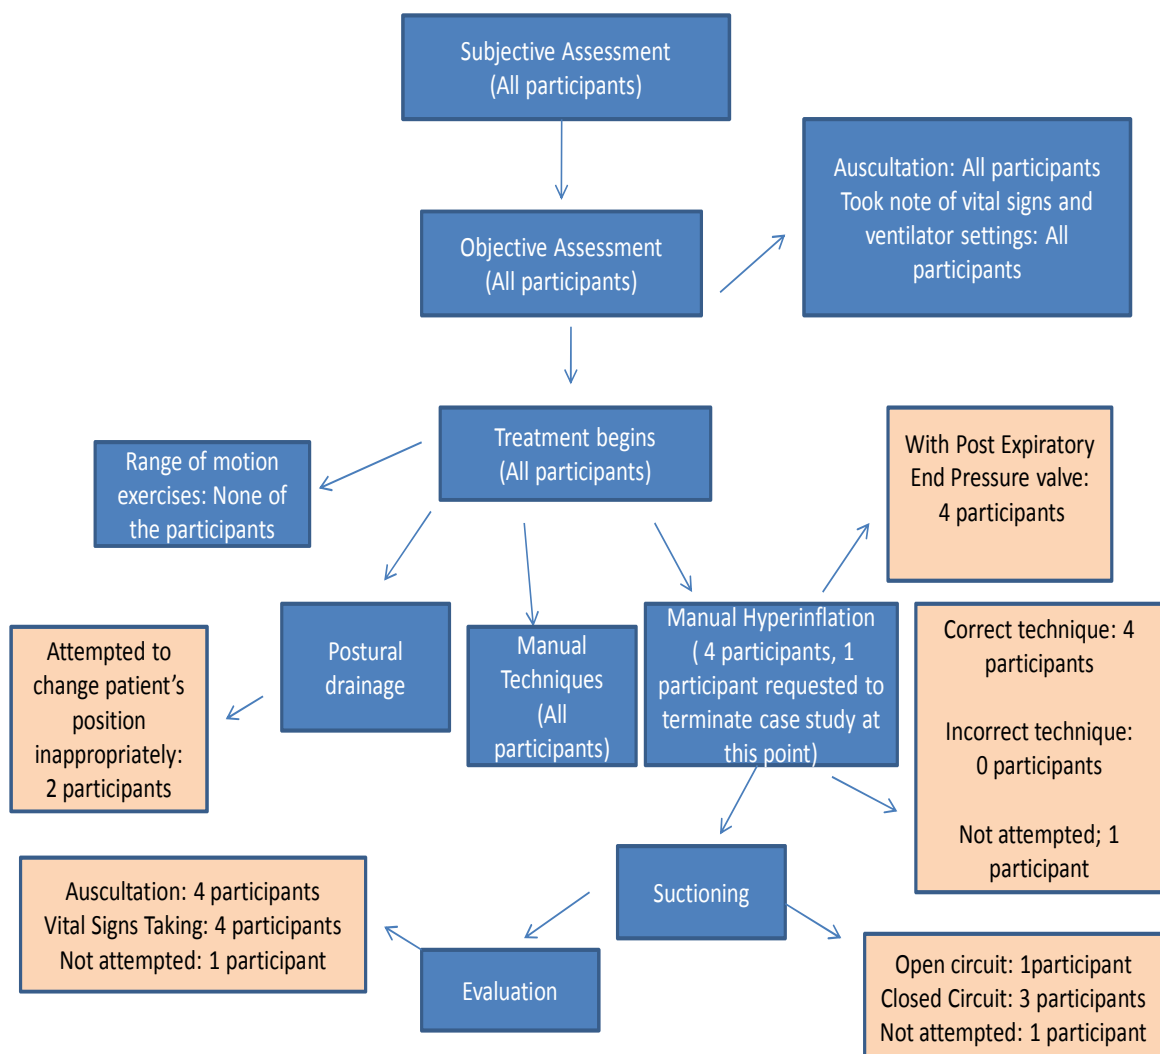 Subjective Assessment
(All participants)
Auscultation: All participants
Took note of vital signs and
ventilator settings: All
participants
Objective Assessment
(All participants)
Treatment begins
(All participants)
Range of motion
exercises: None of
the participants
With Post Expiratory
End Pressure valve:
4 participants
Postural
drainage
Manual
Techniques
(All
participants)
Manual Hyperinflation
( 4 participants, 1
participant requested to
terminate case study at
this point)
Attempted to
change patient’s
position
inappropriately:
2 participants
Correct technique: 4
participants
Incorrect technique:
0 participants
Not attempted; 1
participant
Suctioning
Auscultation: 4 participants
Vital Signs Taking: 4 participants
Not attempted: 1 participant
Evaluation
Open circuit: 1participant
Closed Circuit: 3 participants
Not attempted: 1 participant